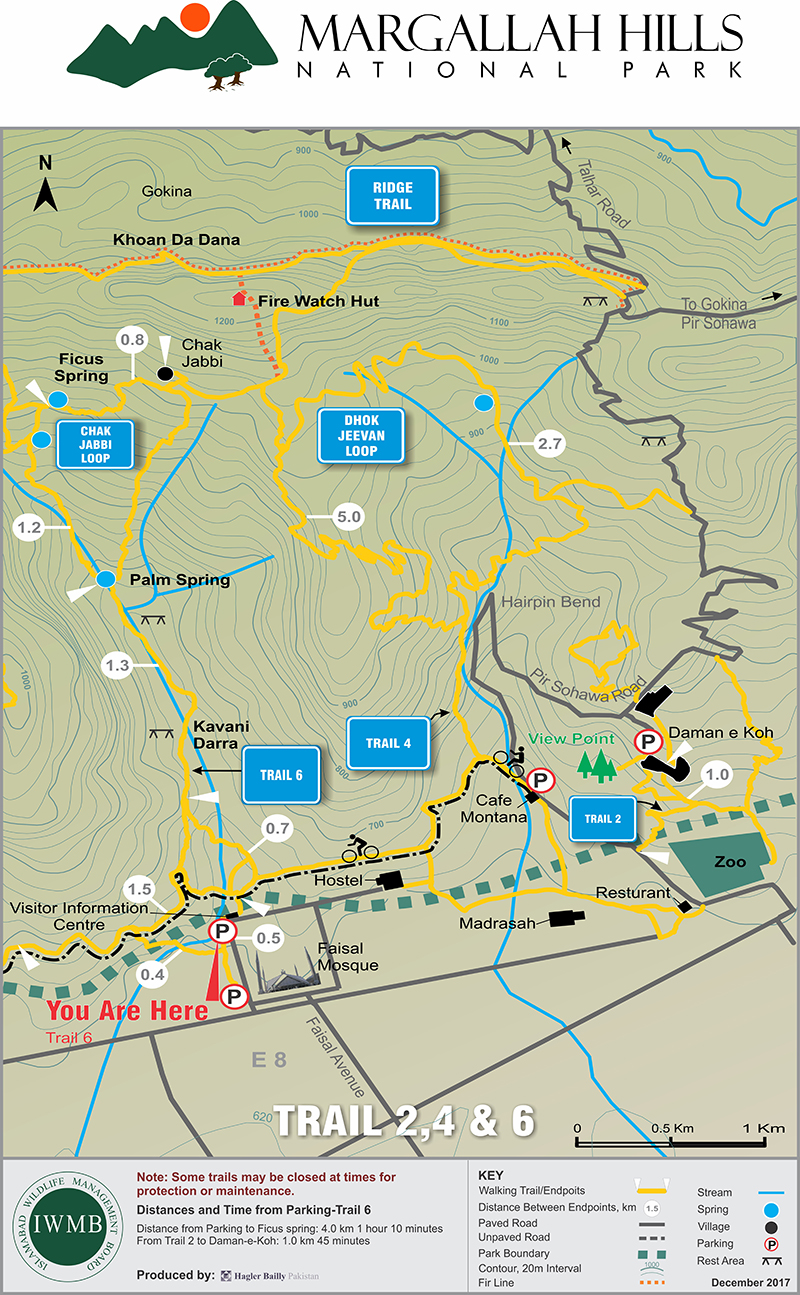 MARGALLAH HILLS
NATIONAL PARK
N
900
900
Talhar Road
Gokina
1000
RIDGE
TRAIL
Khoan Da Dana
Fire Watch Hut
To Gokina
Pir Sohawa
1200
1100
0.8
Chak
Jabbi
Ficus
Spring
1000
CHAK
JABBI
LOOP
DHOK
JEEVAN
LOOP
900
2.7
1.2
5.0
Palm Spring
Hairpin Bend
1.3
1000
Pir Sohawa Road
900
Kavani
Darra
TRAIL 4
View Point
P
Daman e Koh
TRAIL 6
800
P
1.0
Cafe
Montana
TRAIL 2
700
0.7
Zoo
Hostel
1.5
Resturant
Visitor Information
Centre
Madrasah
P
0.5
Faisal
Mosque
0.4
P
You Are Here
Trail 6
Faisal Avenue
E 8
620
TRAIL 2,4 & 6
0
0.5 Km
1 Km
ISLAMABAD WILDLIFE MANAGEMENT BOARD
IWMB
Note: Some trails may be closed at times for
protection or maintenance.
Distances and Time from Parking-Trail 6
Distance from Parking to Ficus spring: 4.0 km 1 hour 10 minutes
From Trail 2 to Daman-e-Koh: 1.0 km 45 minutes
Produced by: Hagler Bailly Pakistan
KEY
Walking Trail/Endpoits
Distance Between Endpoints, km 1.5
Paved Road
Unpaved Road
Park Boundary
Contour, 20m Interval 1000
Fir Line
Stream
Spring
Village
Parking P
Rest Area
December 2017